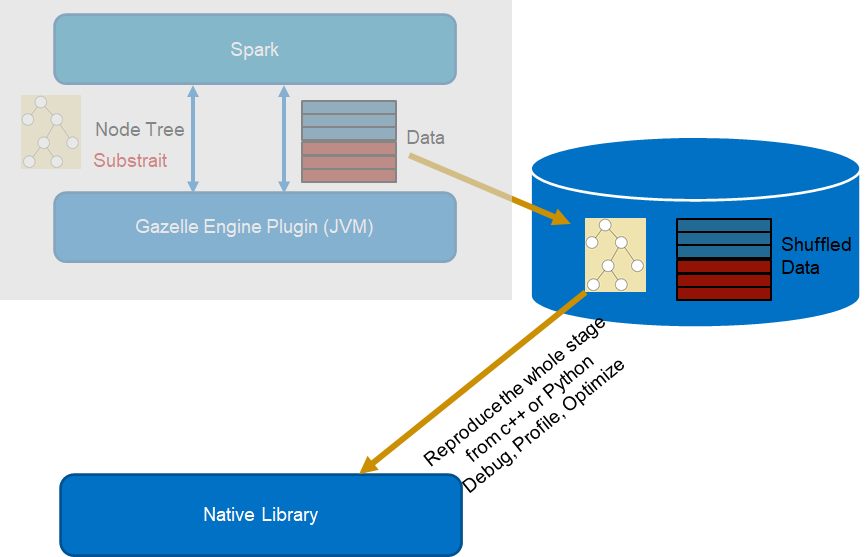 Spark
Node Tree
Substrait
Data
Gazelle Engine Plugin (JVM)
Shuffled
Data
Reproduce the whole stage
from c++ or Python
Debug, Profile, Optimize
Native Library